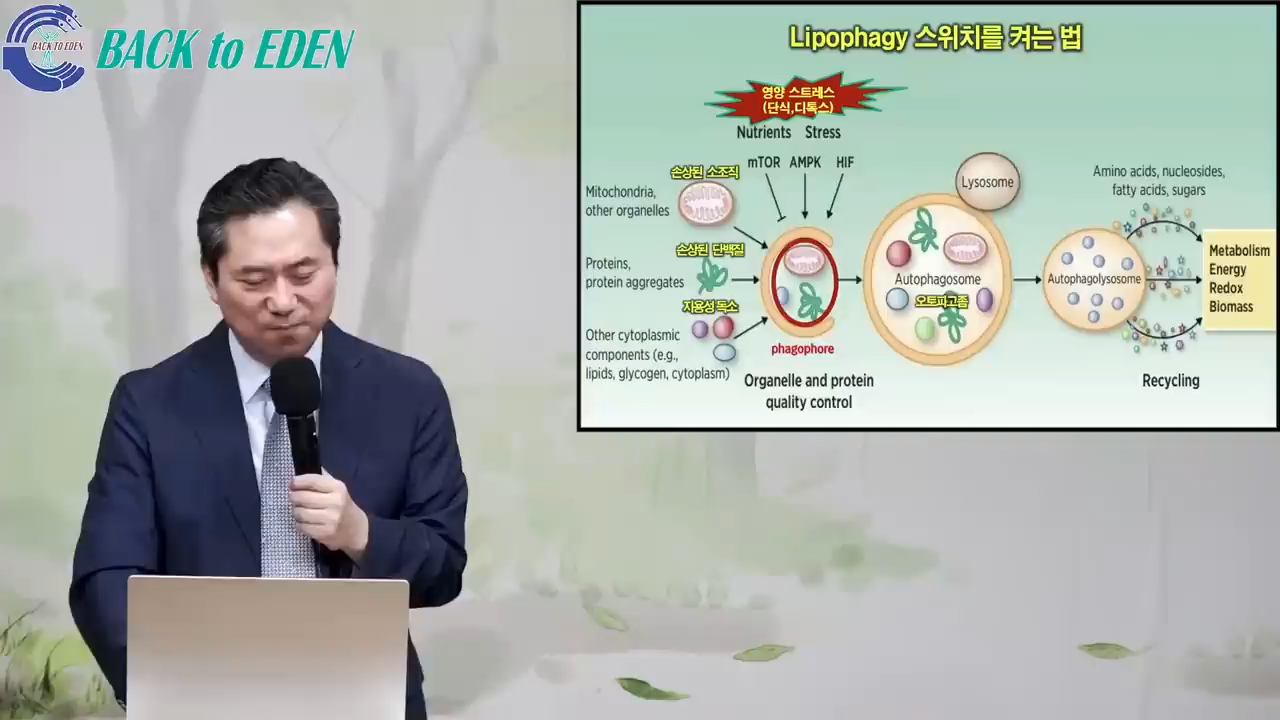 BACK TO EDEN
BACK to EDEN
Lipophagy 스위치를 켜는 법
영양 스트레스
(단식,디톡스)
Nutrients Stress
mTOR AMPK HIF
손상된 소조직
Mitochondria,
other organelles
손상된 단백질
Proteins,
protein aggregates
지용성 독소
Other cytoplasmic
components (e.g.,
lipids, glycogen, cytoplasm)
phagophore
Organelle and protein
quality control
Lysosome
Autophagosome
오토파고좀
Autophagolysosome
Amino acids, nucleosides,
fatty acids, sugars
Recycling
Metabolism
Energy
Redox
Biomass